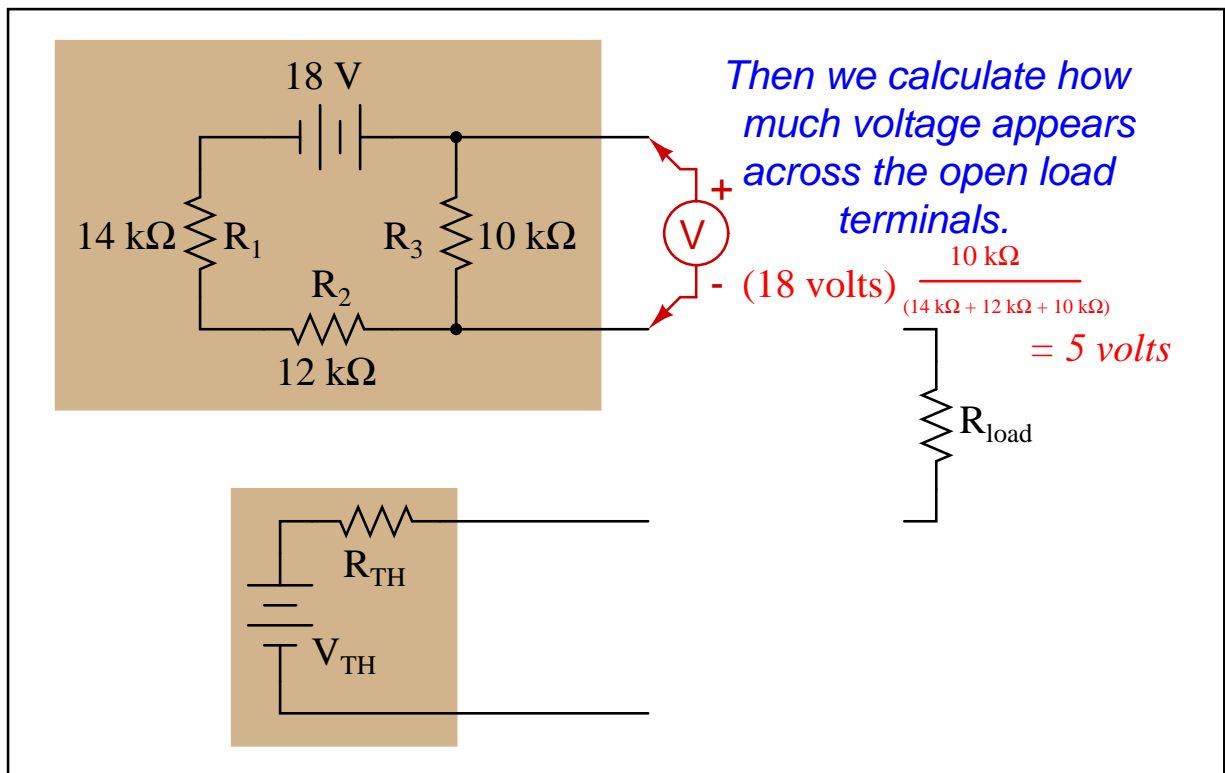 18 V
Then we calculate how
much voltage appears
across the open load
terminals.
14 kΩ
R1
R3
10 kΩ
+
V
-
R2
12 kΩ
(18 volts)
10 kΩ
(14 kΩ + 12 kΩ + 10 kΩ)
= 5 volts
Rload
RTH
VTH